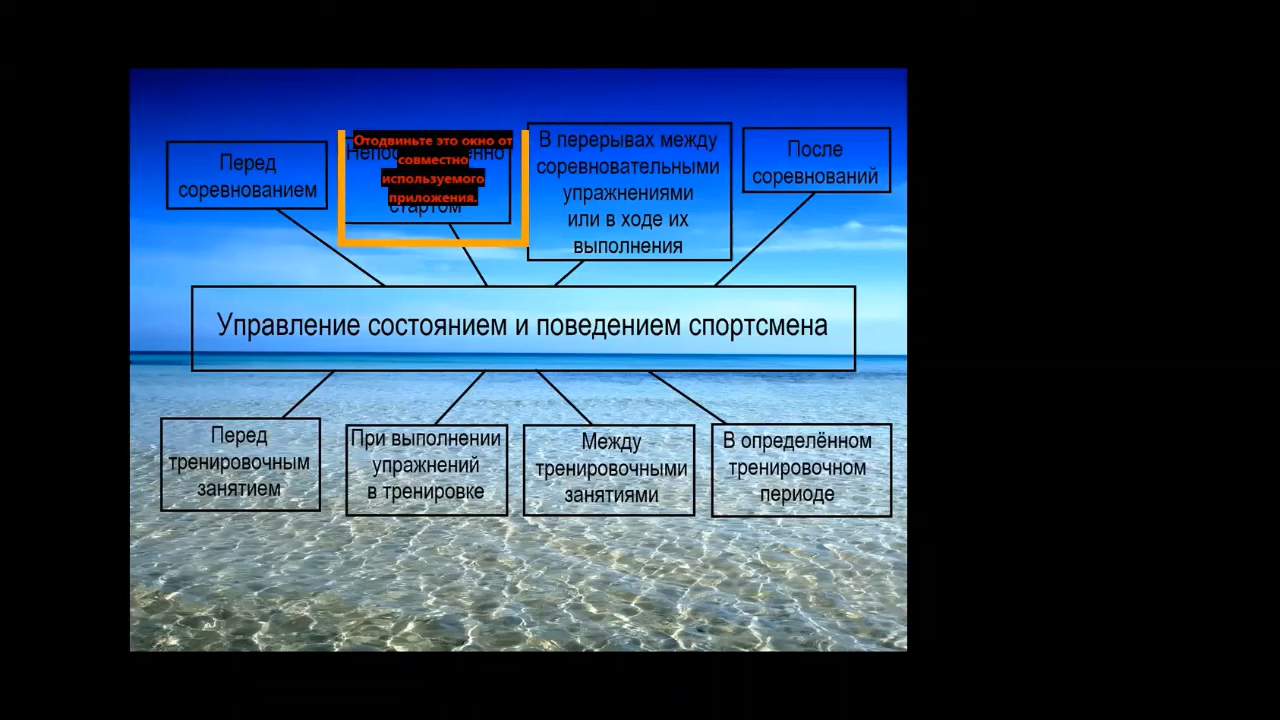 Перед
соревнованием
Отодвиньте это окно от
совместно
используемого
приложения.
стартом
В перерывах между
соревновательными
упражнениями
или в ходе их
выполнения
После
соревнований
Управление состоянием и поведением спортсмена
Перед
тренировочным
занятием
При выполнении
упражнений
в тренировке
Между
тренировочными
занятиями
В определённом
тренировочном
периоде